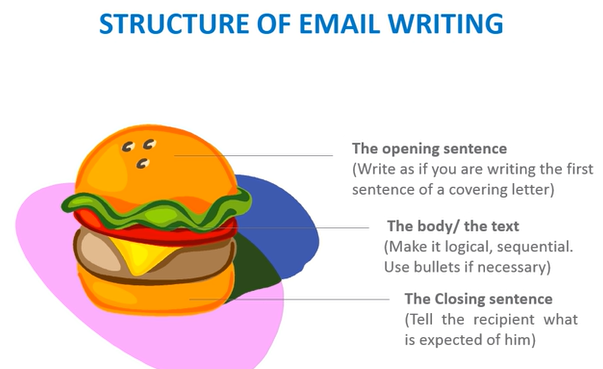 STRUCTURE OF EMAIL WRITING
The opening sentence
(Write as if you are writing the first
sentence of a covering letter)
The body/ the text
(Make it logical, sequential.
Use bullets if necessary)
The Closing sentence
(Tell the recipient what
is expected of him)